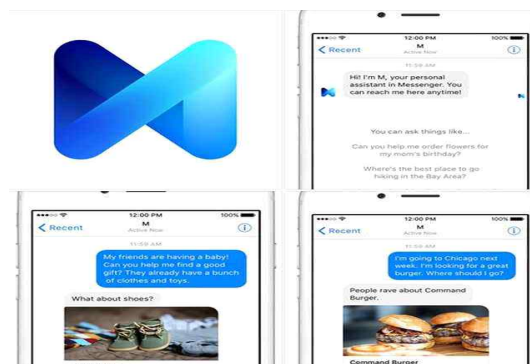 12:00 PM
100%
Recent
M
Active Now
11:59 AM
Hi! I'm M, your personal
assistant in Messenger. You
can reach me here anytime!
You can ask things like...
Can you help me order flowers for
my mom's birthday?
Where's the best place to go
hiking in the Bay Area?
12:00 PM
100%
Recent
M
Active Now
11:59 AM
My friends are having a baby!
Can you help me find a good
gift? They already have a bunch
of clothes and toys.
What about shoes?
12:00 PM
100%
Recent
M
Active Now
11:59 AM
I'm going to Chicago next
week. I'm looking for a great
burger. Where should I go?
People rave about Command
Burger.
Command Burger